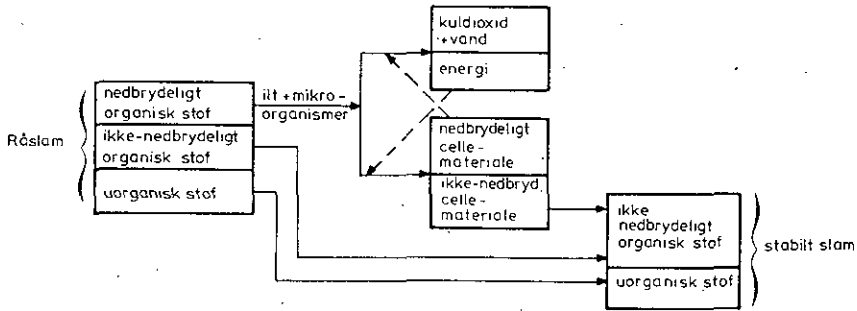 kuldioxid
+vand
energi
nedbrydeligt
organisk stof
ilt +mikro-
organismer
Råslam
ikke-nedbrydeligt
organisk stof
uorganisk stof
nedbrydeligt
celle-
materiale
ikke-nedbryd.
celle-
materiale
ikke
nedbrydeligt
organisk stof
stabilt slam
uorganisk stof